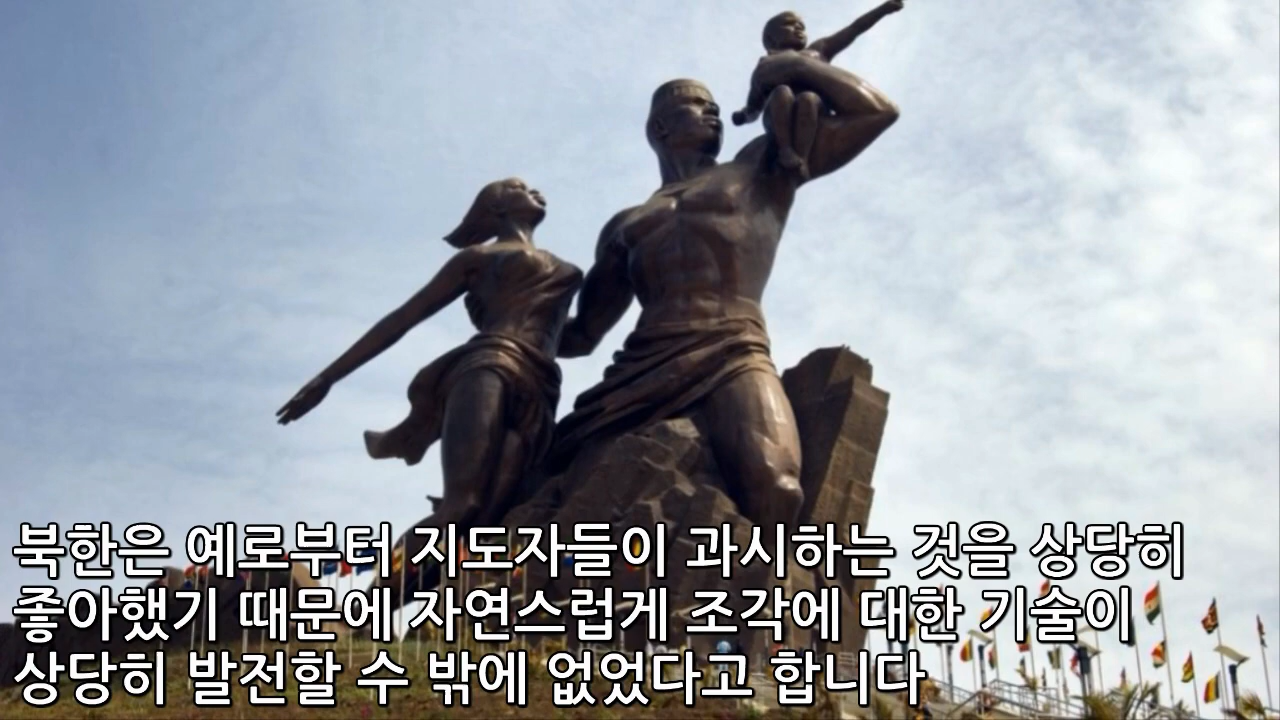 북한은 예로부터 지도자들이 과시하는 것을 상당히
좋아했기 때문에 자연스럽게 조각에 대한 기술이
상당히 발전할 수 밖에 없었다고 합니다